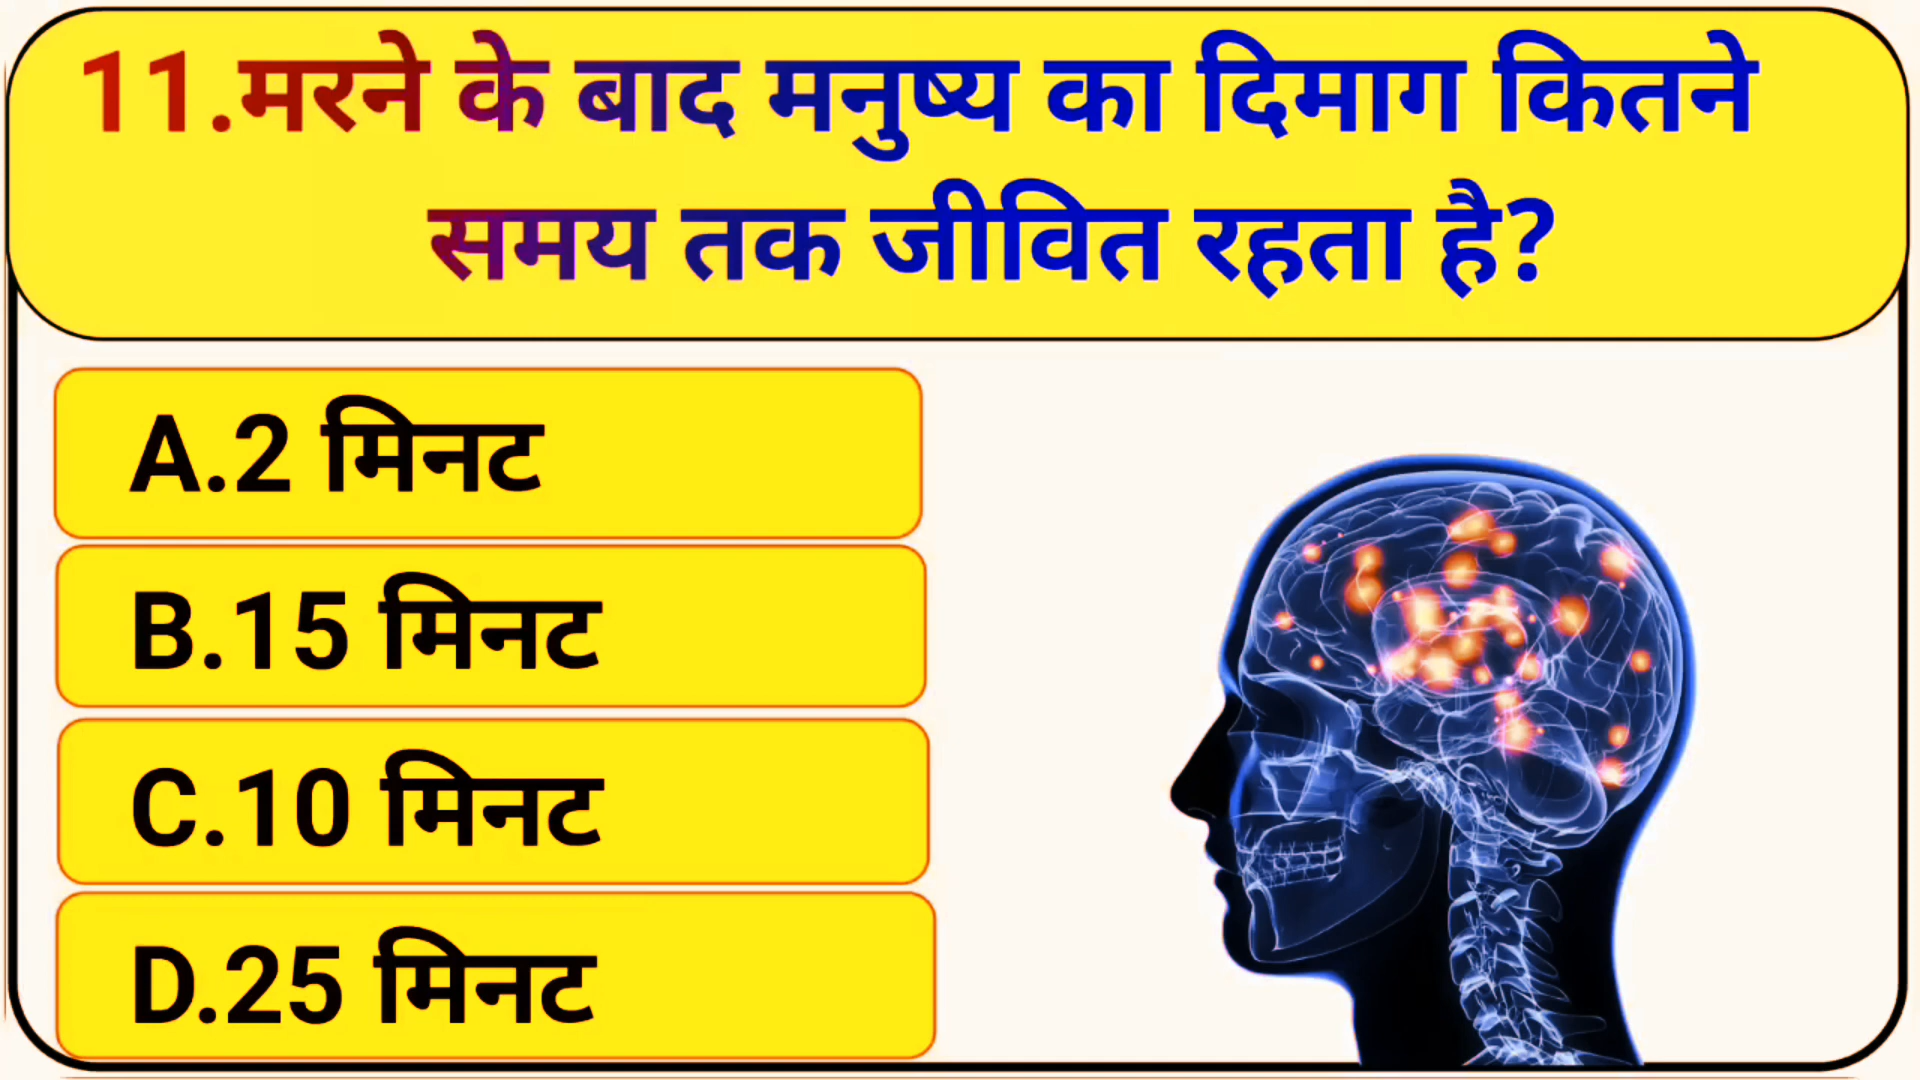 11.मरने के बाद मनुष्य का दिमाग कितने
समय तक जीवित रहता है?
A.2 मिनट
B.15 मिनट
C.10 मिनट
D.25 मिनट